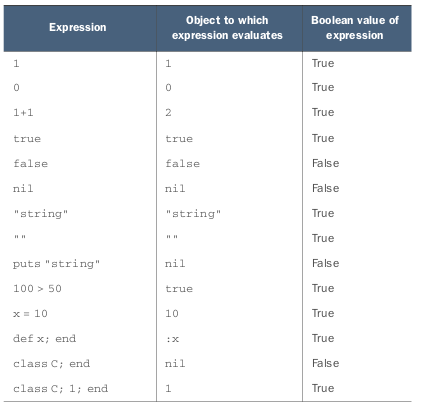 Expression Object to which expression evaluates Boolean value of expression
1 1 True
0 0 True
1+1 2 True
true true True
false false False
nil nil False
"string" "string" True
"" "" True
puts "string" nil False
100 > 50 true True
x = 10 10 True
def x; end :x True
class C; end nil False
class C; 1; end 1 True